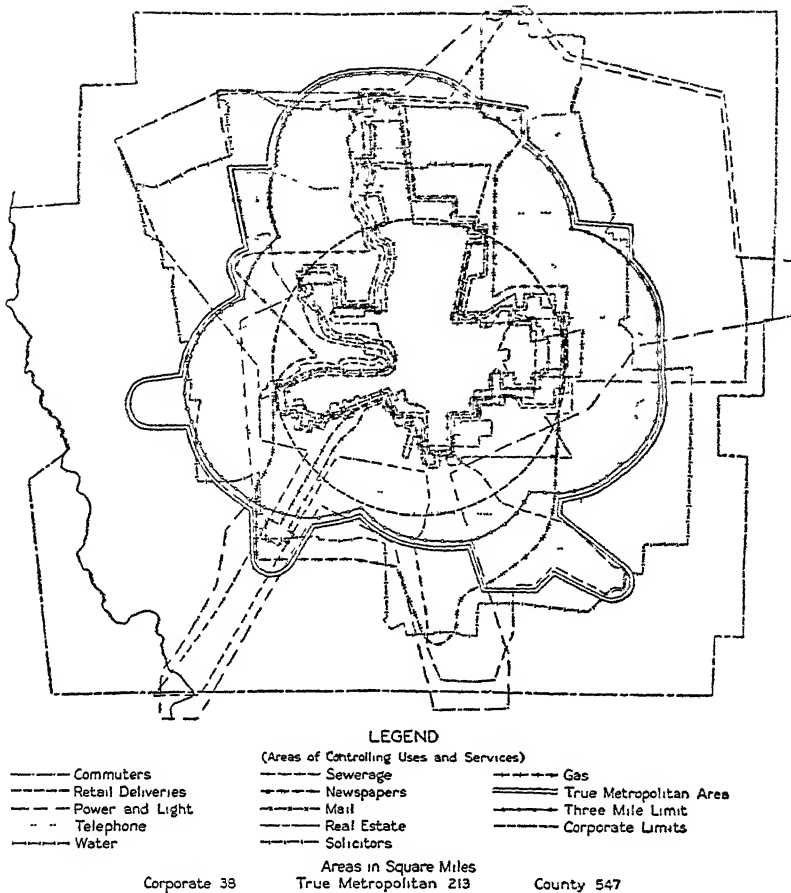 LEGEND
(Areas of Controlling Uses and Services)
Commuters
Retail Deliveries
Power and Light
Telephone
Water
Sewerage
Newspapers
Mail
Real Estate
Solicitors
Gas
True Metropolitan Area
Three Mile Limit
Corporate Limits
Areas in Square Miles
Corporate 38 True Metropolitan 213 County 547